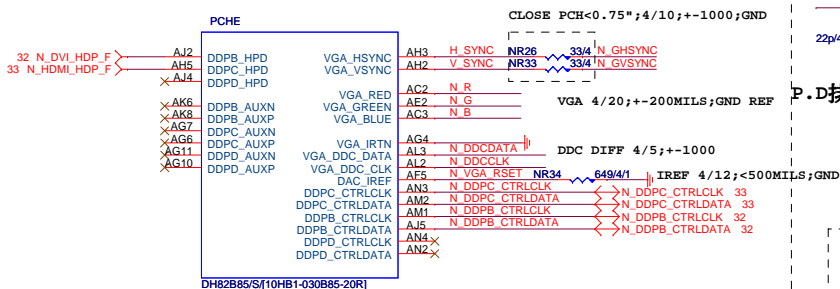 CLOSE PCH<0.75";4/10;+-1000;GND
PCHE
22p/4
32 N_DVI_HDP_F AJ2 DDPB_HPD VGA_HSYNC AH3 H_SYNC NR26 33/4 N_GHSYNC
33 N_HDMI_HDP_F AH5 DDPC_HPD VGA_VSYNC AH2 V_SYNC NR33 33/4 N_GVSYNC
AJ4 DDPD_HPD
VGA_RED AC2 N_R
AK6 DDPB_AUXN VGA_GREEN AE2 N_G VGA 4/20;+-200MILS;GND REF
AK8 DDPB_AUXP VGA_BLUE AC3 N_B
P.D
AG7 DDPC_AUXN
AG6 DDPC_AUXP VGA_IRTN AG4
AG11 DDPD_AUXN VGA_DDC_DATA AL3 N_DDCDATA DDC DIFF 4/5;+-1000
AG10 DDPD_AUXP VGA_DDC_CLK AL2 N_DDCCLK
DAC_IREF AF5 N_VGA_RSET NR34 649/4/1 IREF 4/12;<500MILS;GND
DDPC_CTRLCLK AN3 N_DDPC_CTRLCLK N_DDPC_CTRLCLK 33
DDPC_CTRLDATA AM2 N_DDPC_CTRLDATA N_DDPC_CTRLDATA 33
DDPB_CTRLCLK AM1 N_DDPB_CTRLCLK N_DDPB_CTRLCLK 32
DDPB_CTRLDATA AJ5 N_DDPB_CTRLDATA N_DDPB_CTRLDATA 32
DDPD_CTRLCLK AN4
DDPD_CTRLDATA AN2
DH82B85/S/[10HB1-030B85-20R]